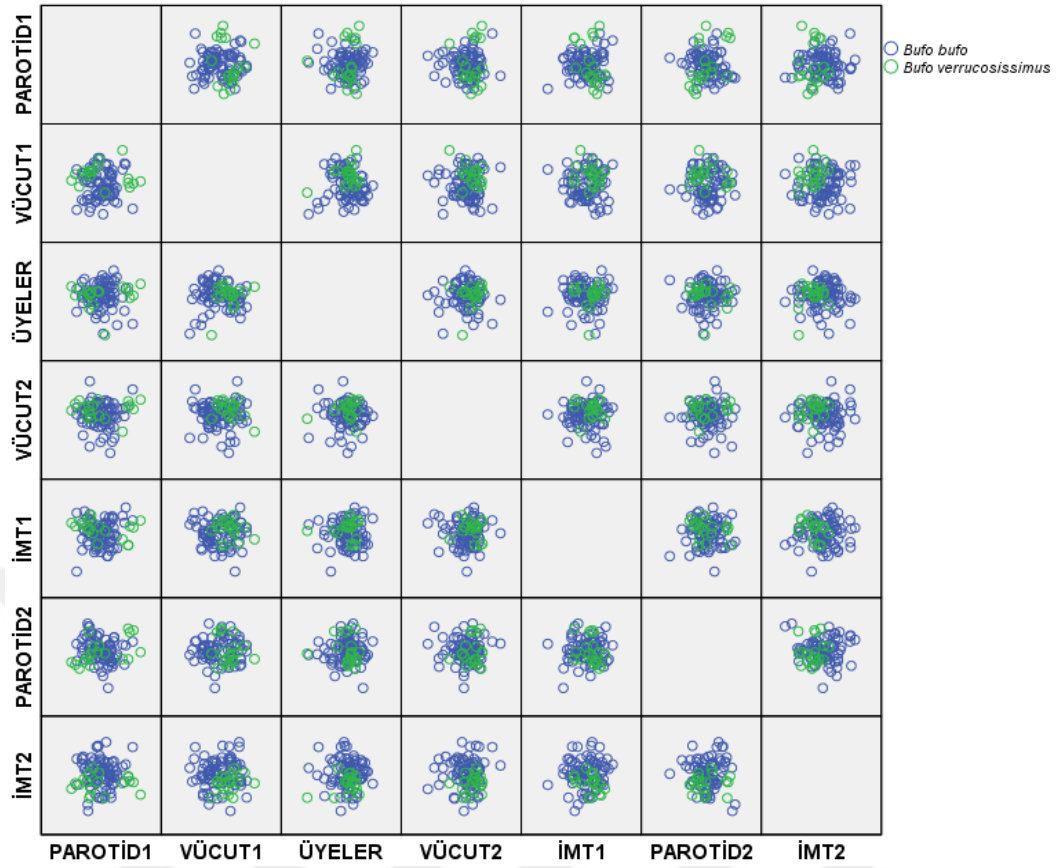 PAROTİD1
Bufo bufo
Bufo verrucosissimus
VÜCUT1
ÜYELER
VÜCUT2
İMT1
PAROTİD2
İMT2
PAROTİD1 VÜCUT1 ÜYELER VÜCUT2 İMT1 PAROTİD2 İMT2